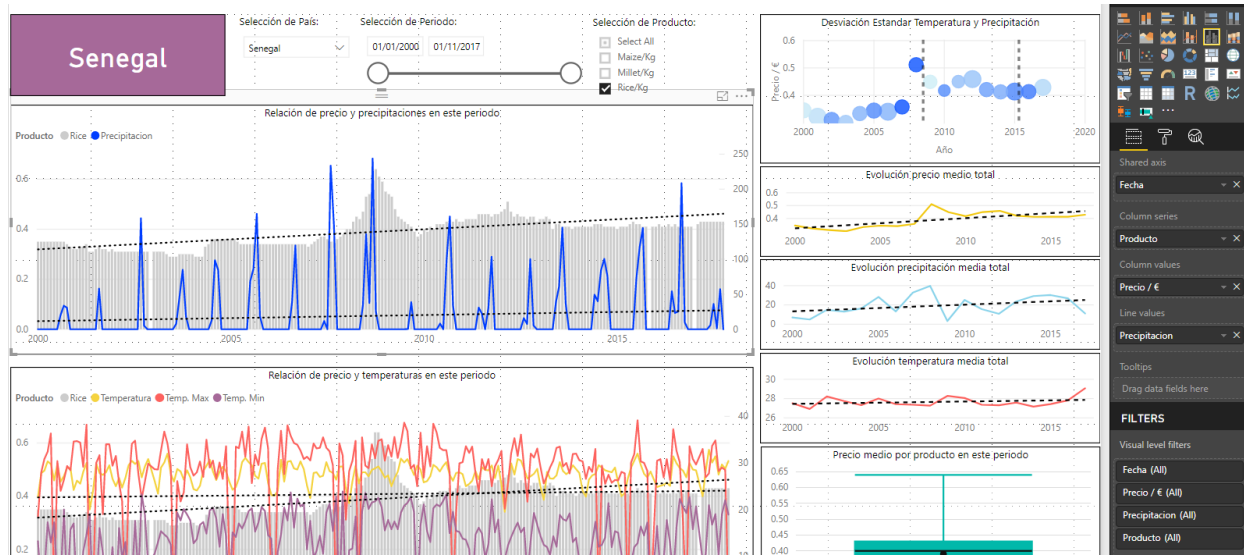 Senegal
Selección de País:
Senegal
Selección de Periodo:
01/01/2000
01/11/2017
Selección de Producto:
Select All
Maize/Kg
Millet/Kg
Rice/Kg
Relación de precio y precipitaciones en este periodo
Producto Rice Precipitacion
0.6
0.4
0.2
0.0
250
200
150
100
50
0
2000 2005 2010 2015
Relación de precio y temperaturas en este periodo
Producto Rice Temperatura Temp. Max Temp. Min
0.6
0.4
0.2
40
30
20
10
Desviación Estandar Temperatura y Precipitación
Precio / €
0.6
0.5
0.4
2000 2005 2010 2015 2020
Año
Evolución precio medio total
0.6
0.4
2000 2005 2010 2015
Evolución precipitación media total
40
20
0
2000 2005 2010 2015
Evolución temperatura media total
30
28
26
2000 2005 2010 2015
Precio medio por producto en este periodo
0.65
0.60
0.55
0.50
0.45
0.40
R
123
Shared axis
Fecha
Column series
Producto
Column values
Precio / €
Line values
Precipitacion
Tooltips
Drag data fields here
FILTERS
Visual level filters
Fecha (All)
Precio / € (All)
Precipitacion (All)
Producto (All)